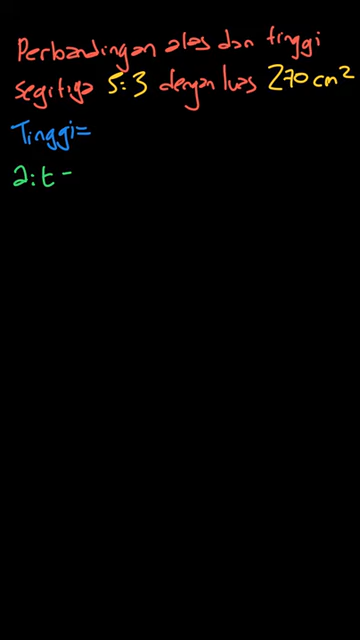 Perbandingan alas dan tinggi
segitiga 5:3 dengan luas 270 cm²
Tinggi=
a:t -